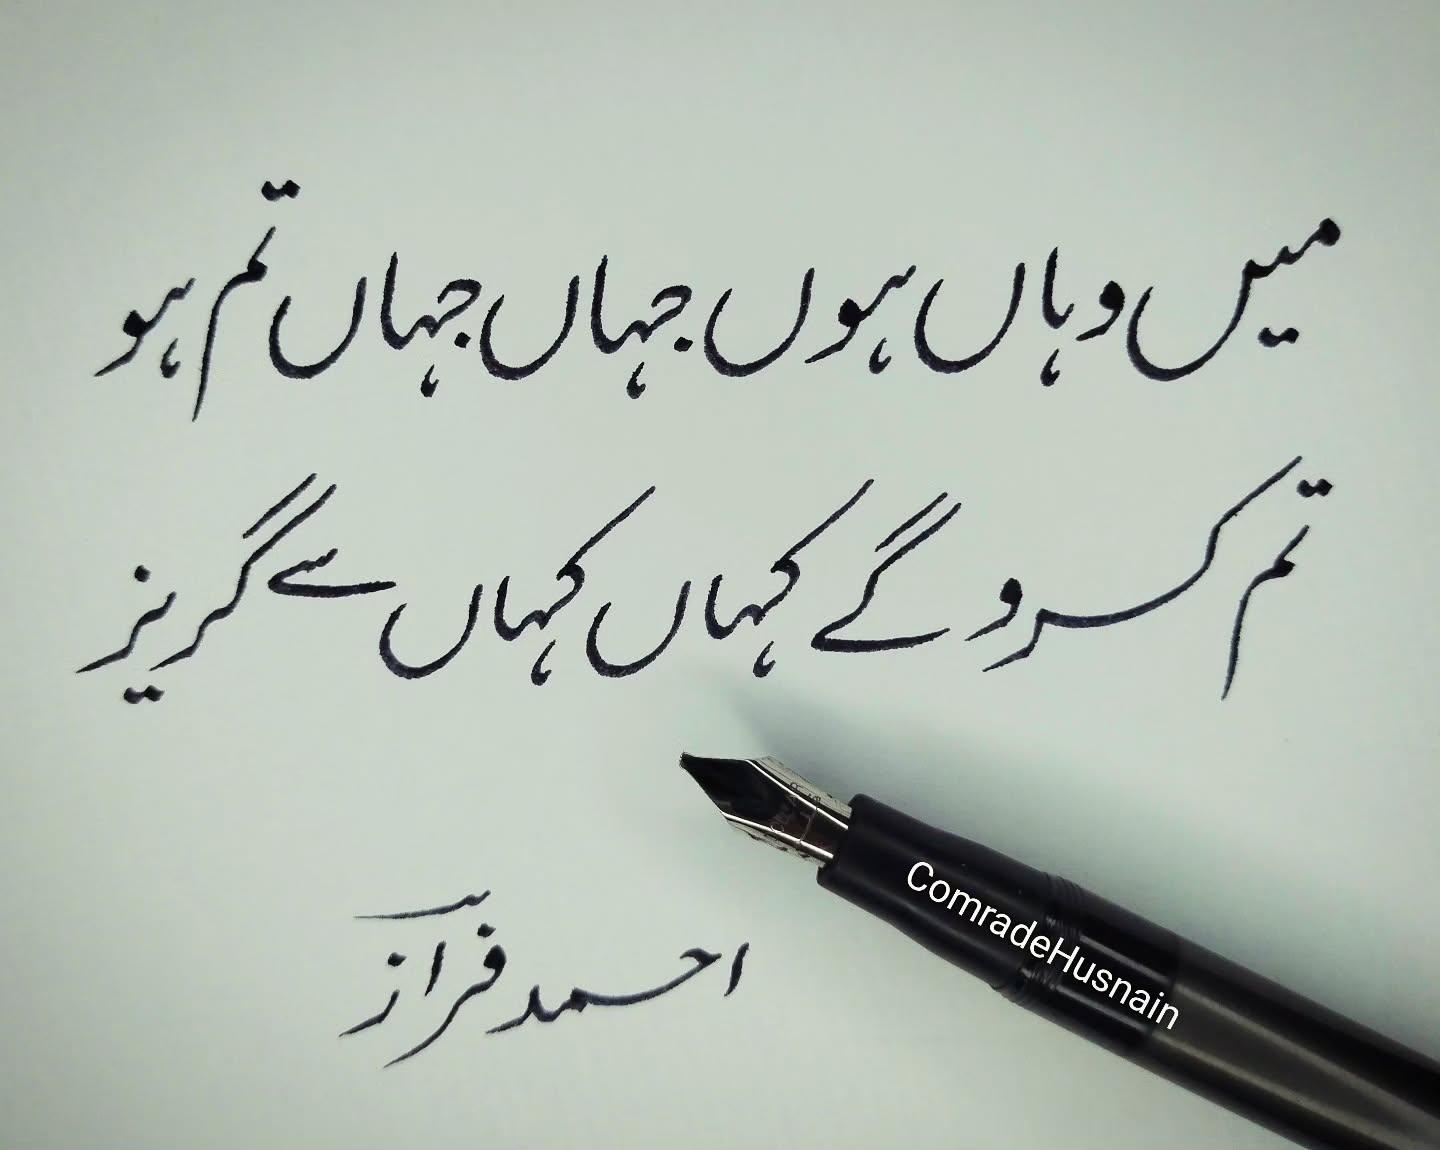 میں وہاں ہوں جہاں جہاں تم ہو
تم کرو گے کہاں کہاں سے گریز
احمد فراز
ComradeHusnain